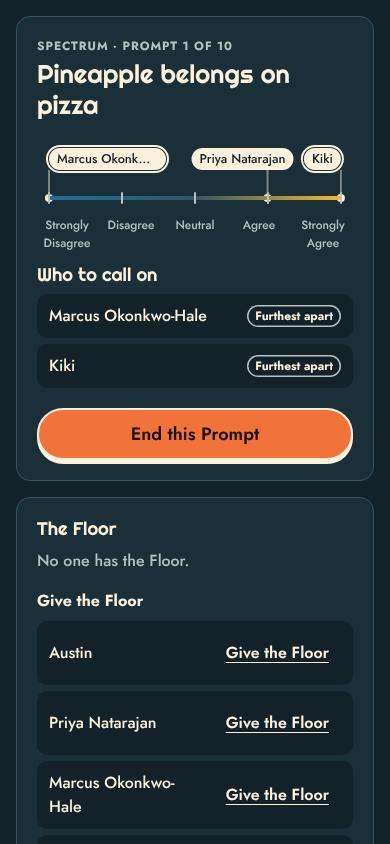 SPECTRUM · PROMPT 1 OF 10
Pineapple belongs on
pizza
Marcus Okonk... Priya Natarajan Kiki
Strongly Disagree Neutral Agree Strongly
Disagree Agree
Who to call on
Marcus Okonkwo-Hale Furthest apart
Kiki Furthest apart
End this Prompt
The Floor
No one has the Floor.
Give the Floor
Austin Give the Floor
Priya Natarajan Give the Floor
Marcus Okonkwo-
Hale Give the Floor